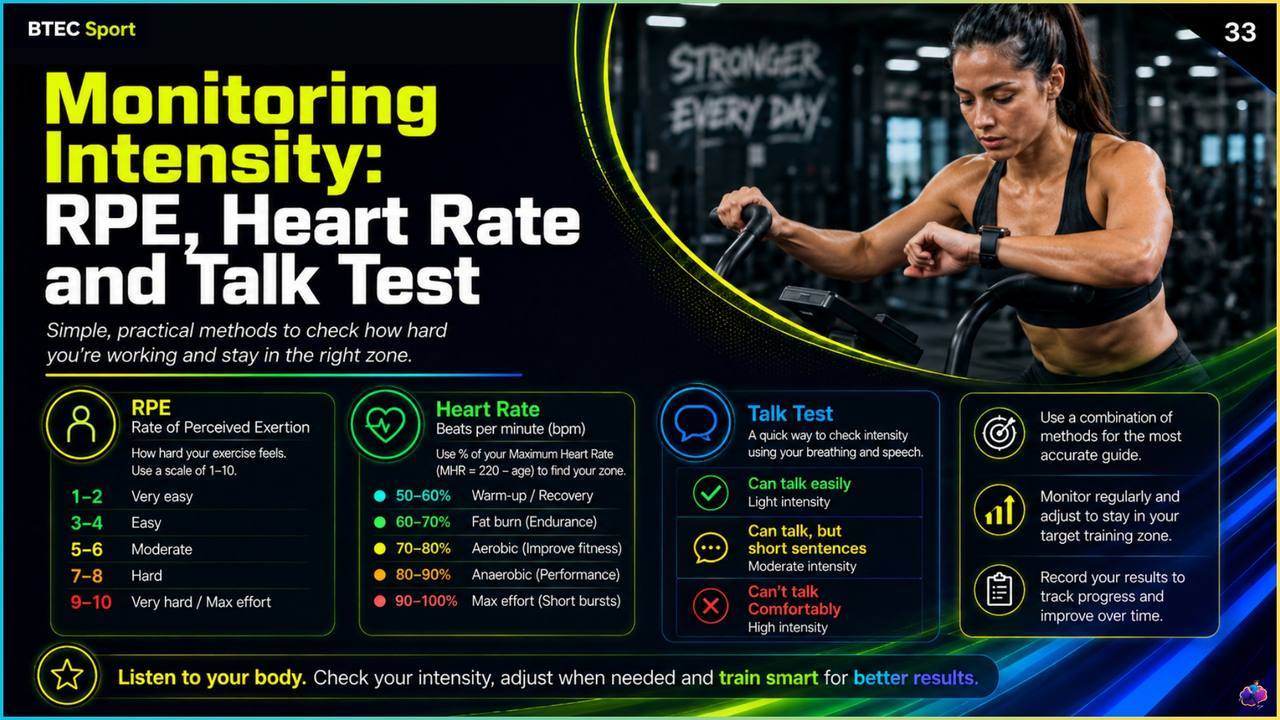 BTEC Sport
33
STRONGER
EVERY DAY.
Monitoring
Intensity:
RPE, Heart Rate
and Talk Test
Simple, practical methods to check how hard
you're working and stay in the right zone.
RPE
Rate of Perceived Exertion
How hard your exercise feels.
Use a scale of 1–10.
1–2 Very easy
3–4 Easy
5–6 Moderate
7–8 Hard
9–10 Very hard / Max effort
Heart Rate
Beats per minute (bpm)
Use % of your Maximum Heart Rate
(MHR = 220 – age) to find your zone.
50–60% Warm-up / Recovery
60–70% Fat burn (Endurance)
70–80% Aerobic (Improve fitness)
80–90% Anaerobic (Performance)
90–100% Max effort (Short bursts)
Talk Test
A quick way to check intensity
using your breathing and speech.
Can talk easily
Light intensity
Can talk, but
short sentences
Moderate intensity
Can't talk
Comfortably
High intensity
Use a combination of
methods for the most
accurate guide.
Monitor regularly and
adjust to stay in your
target training zone.
Record your results to
track progress and
improve over time.
Listen to your body. Check your intensity, adjust when needed and train smart for better results.